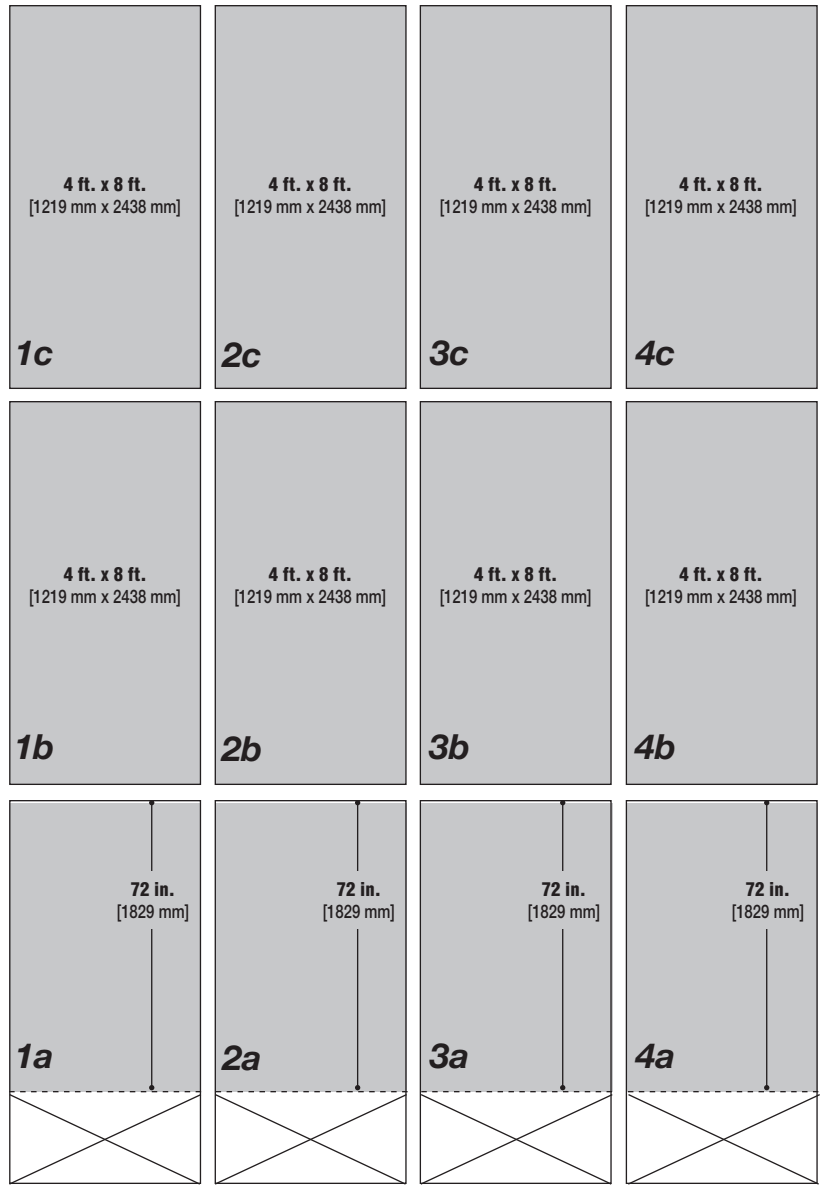 4 ft. x 8 ft.
[1219 mm x 2438 mm]
1c
4 ft. x 8 ft.
[1219 mm x 2438 mm]
2c
4 ft. x 8 ft.
[1219 mm x 2438 mm]
3c
4 ft. x 8 ft.
[1219 mm x 2438 mm]
4c
4 ft. x 8 ft.
[1219 mm x 2438 mm]
1b
4 ft. x 8 ft.
[1219 mm x 2438 mm]
2b
4 ft. x 8 ft.
[1219 mm x 2438 mm]
3b
4 ft. x 8 ft.
[1219 mm x 2438 mm]
4b
72 in.
[1829 mm]
1a
72 in.
[1829 mm]
2a
72 in.
[1829 mm]
3a
72 in.
[1829 mm]
4a